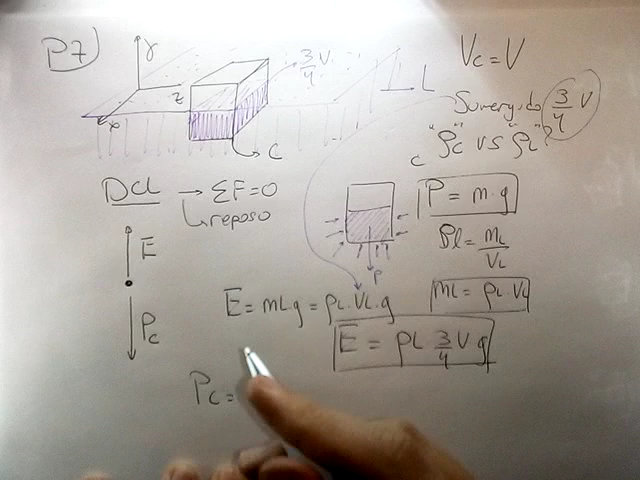 P7)
γ
z
x
3/4 V
C
L
Vc = V
Sumergido 3/4 V
"ρc" vs "ρL"?
c
DCL → ΣF=0
↳ reposo
E
Pc
P
P = m·g
ρl = mL/VL
mL = ρL·VL
E = mL·g = ρL·VL·g
E = ρL 3/4 V g
Pc =